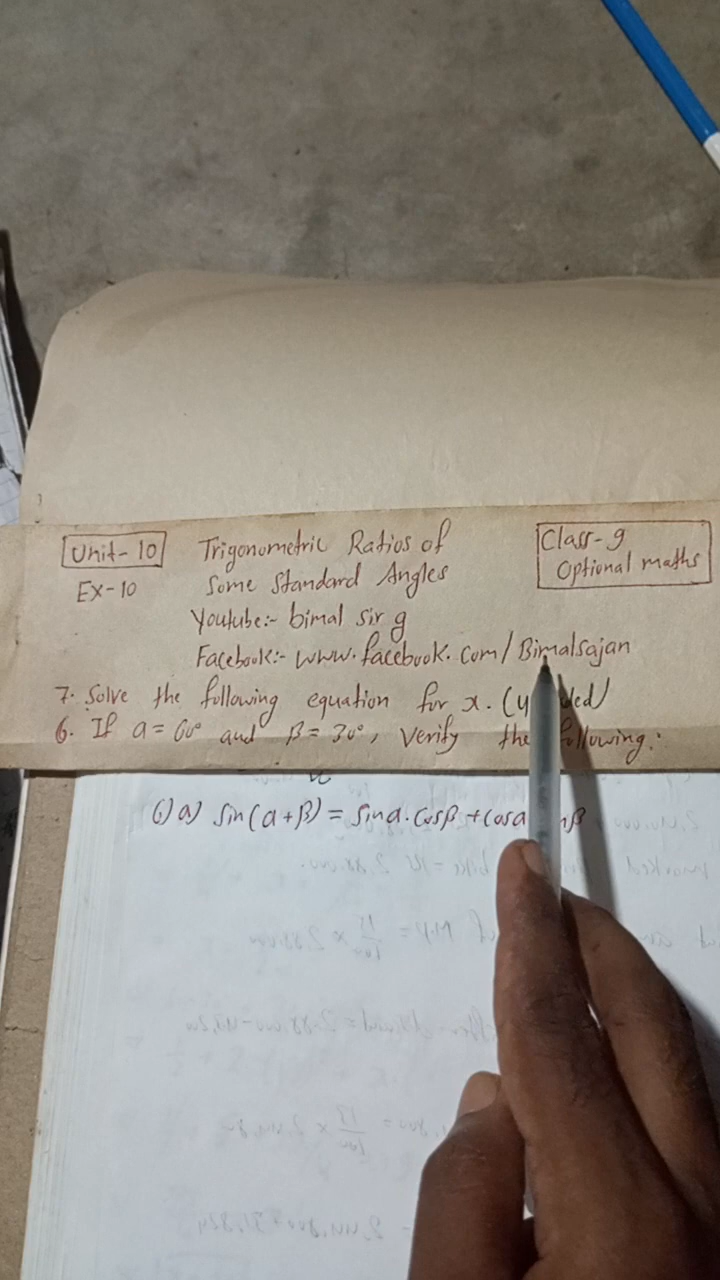 Unit-10 Trigonometric Ratios of
Class-9
EX-10 Some Standard Angles
Optional maths
Youtube:- bimal sir g
Facebook:- www.facebook.com/Bimalsajan
7. Solve the following equation for x.
6. If α = 60° and β = 30°, Verify the following:
6) a) Sin(α+β) = Sinα.Cosβ + Cosα